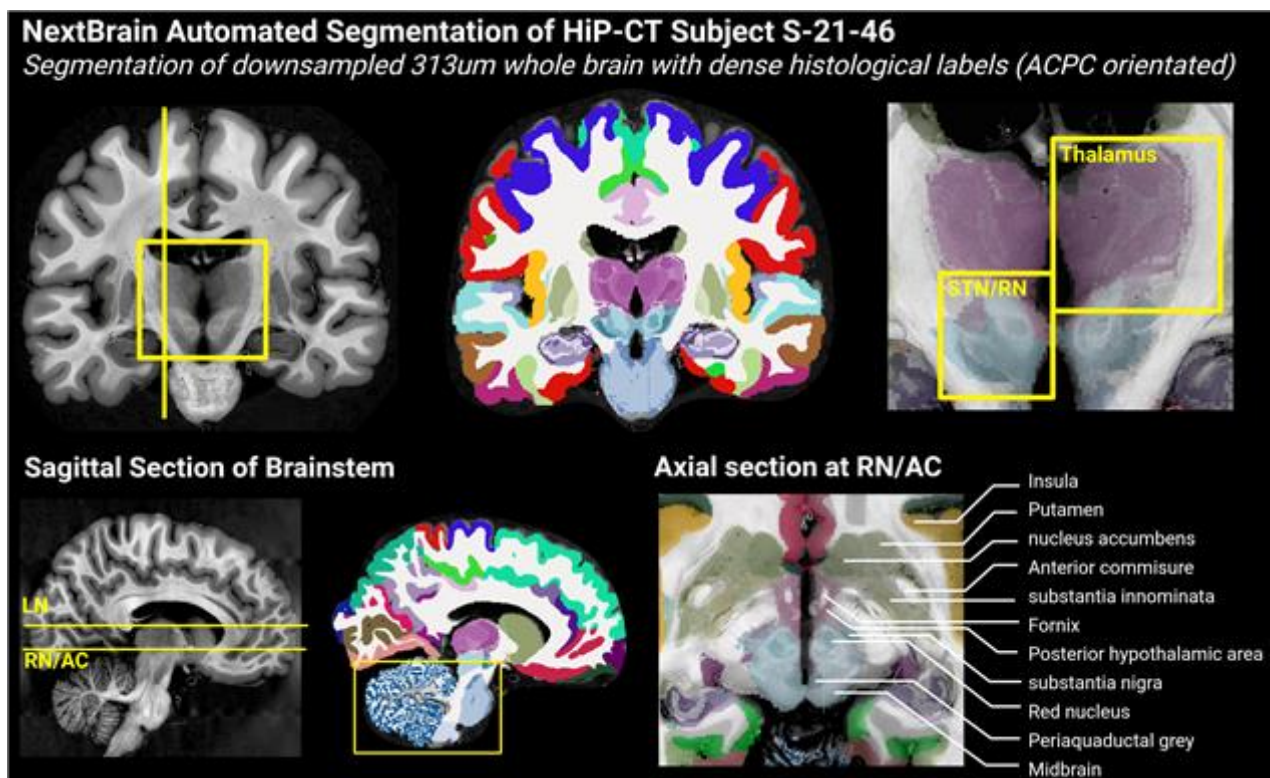 NextBrain Automated Segmentation of HiP-CT Subject S-21-46
Segmentation of downsampled 313um whole brain with dense histological labels (ACPC orientated)
Thalamus
STN/RN
Sagittal Section of Brainstem
Axial section at RN/AC
LN
RN/AC
Insula
Putamen
nucleus accumbens
Anterior commisure
substantia innominata
Fornix
Posterior hypothalamic area
substantia nigra
Red nucleus
Periaquaductal grey
Midbrain